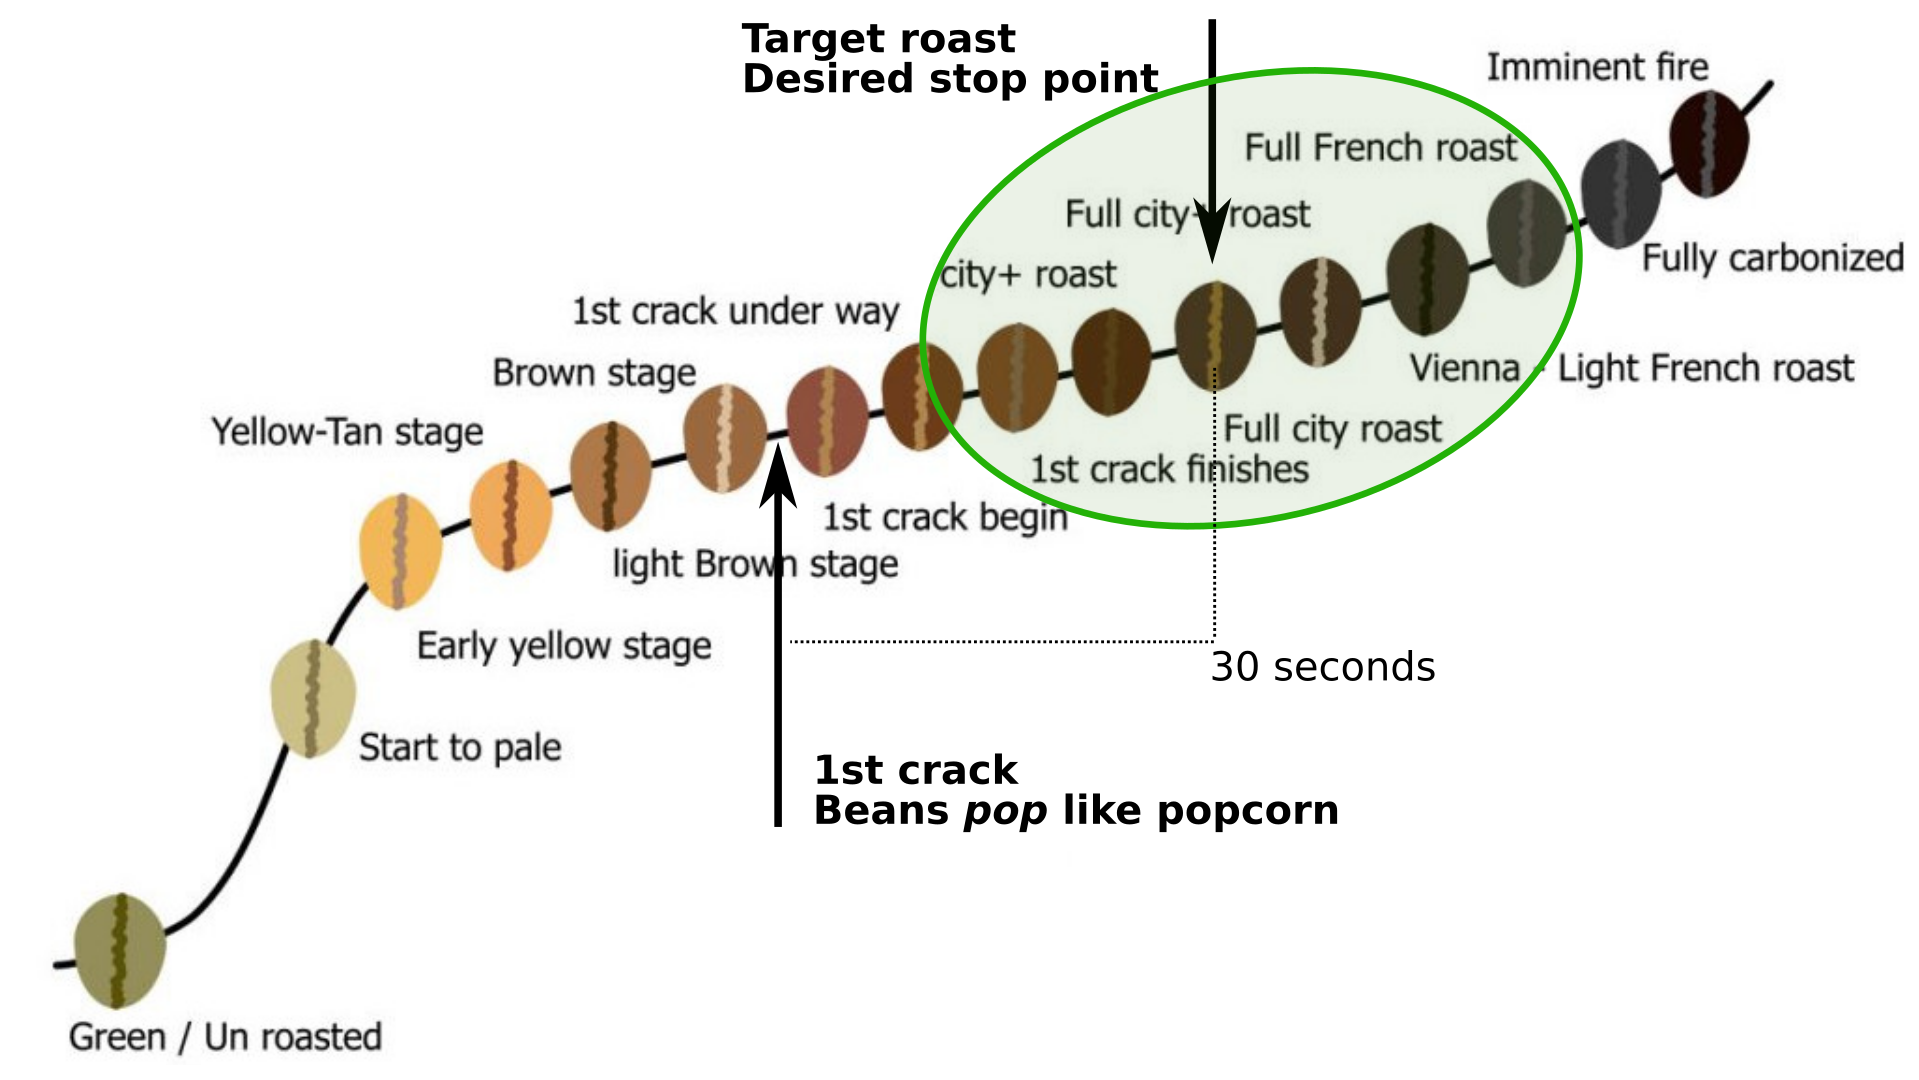 Target roast
Desired stop point
Imminent fire
Full French roast
Full city+ roast
Fully carbonized
city+ roast
1st crack under way
Brown stage
Vienna - Light French roast
Yellow-Tan stage
Full city roast
1st crack finishes
1st crack begin
light Brown stage
Early yellow stage
30 seconds
Start to pale
1st crack
Beans pop like popcorn
Green / Un roasted